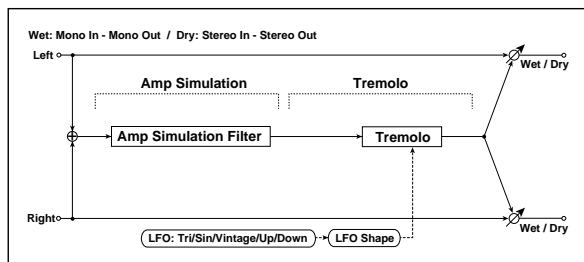 Wet: Mono In - Mono Out / Dry: Stereo In - Stereo Out
Left
Wet / Dry
Amp Simulation
Tremolo
Amp Simulation Filter
Tremolo
Right
LFO: Tri/Sin/Vintage/Up/Down
LFO Shape
Wet / Dry